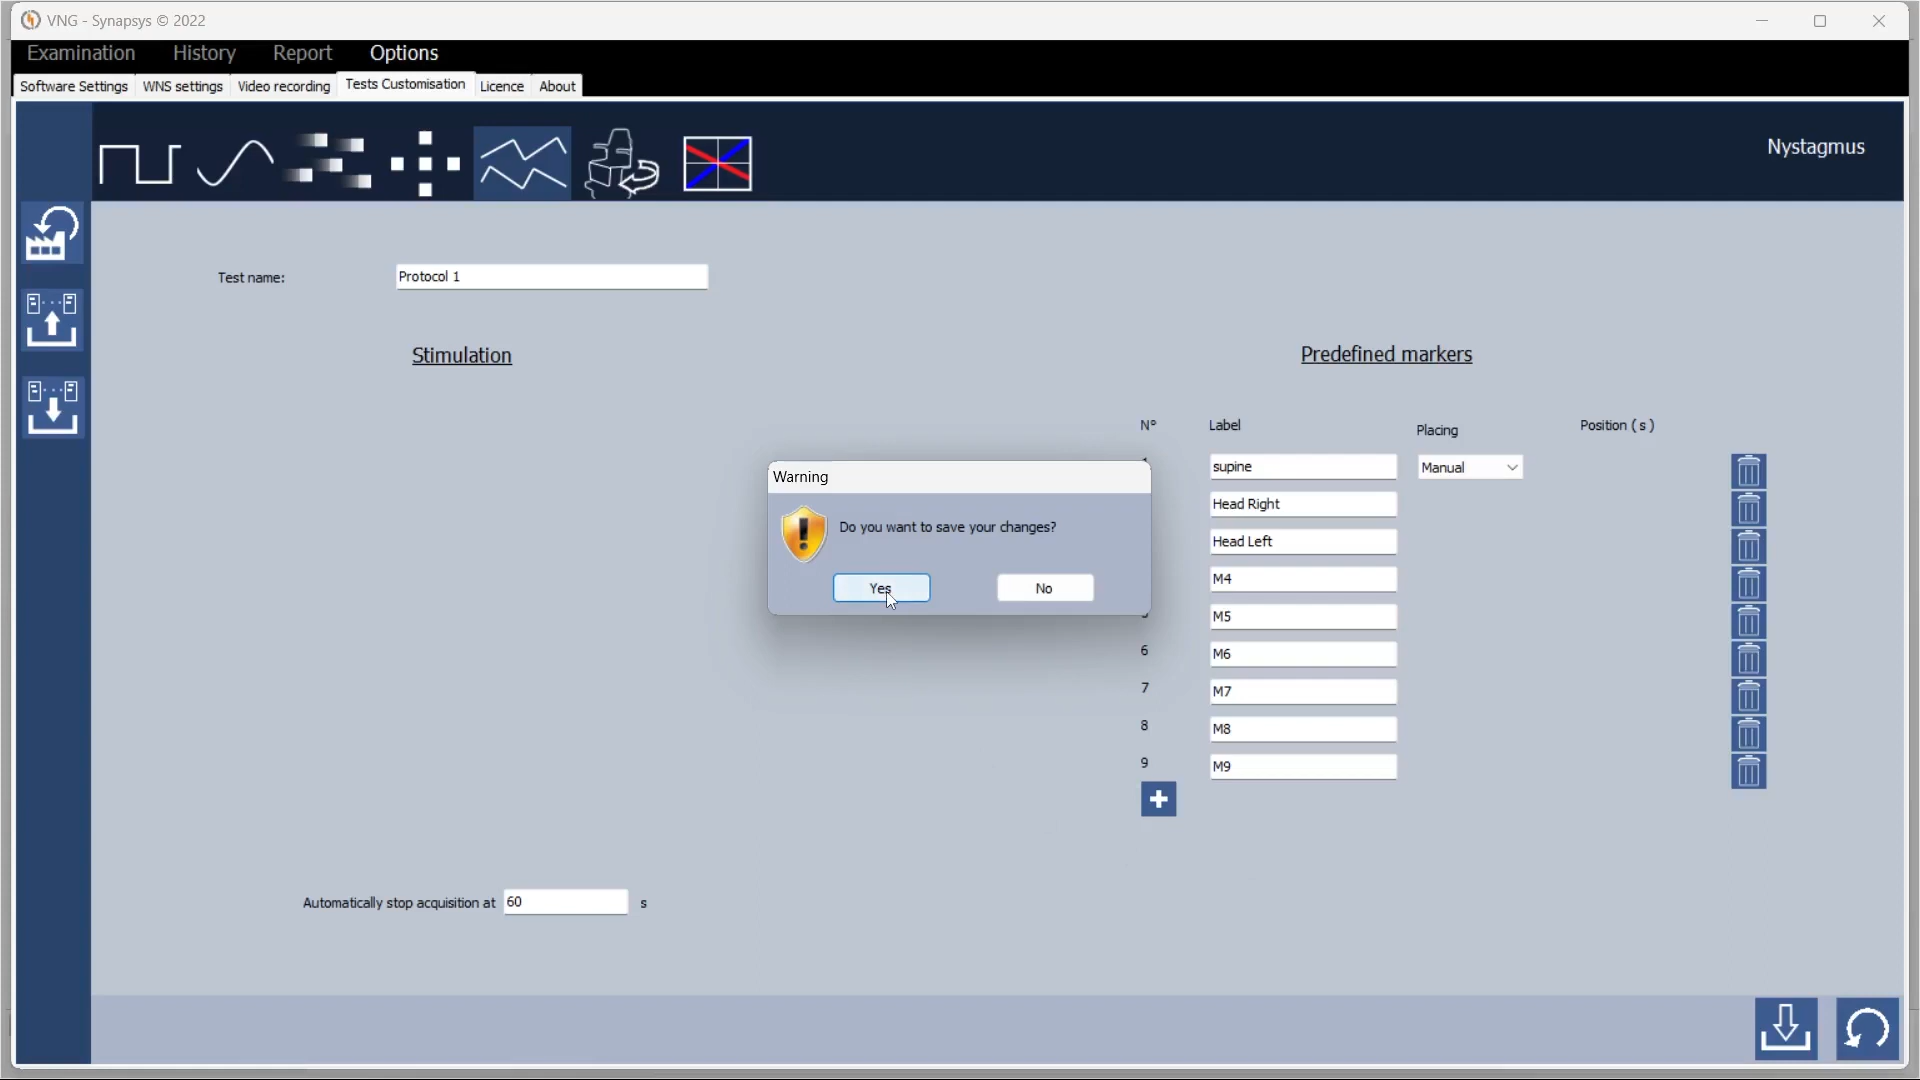 VNG - Synapsys © 2022
Examination History Report Options
Software Settings WNS settings Video recording Tests Customisation Licence About
Nystagmus
Test name: Protocol 1
Stimulation
Predefined markers
N° Label Placing Position ( s )
supine Manual
Head Right
Head Left
M4
M5
6 M6
7 M7
8 M8
9 M9
Warning
Do you want to save your changes?
Yes No
Automatically stop acquisition at 60 s